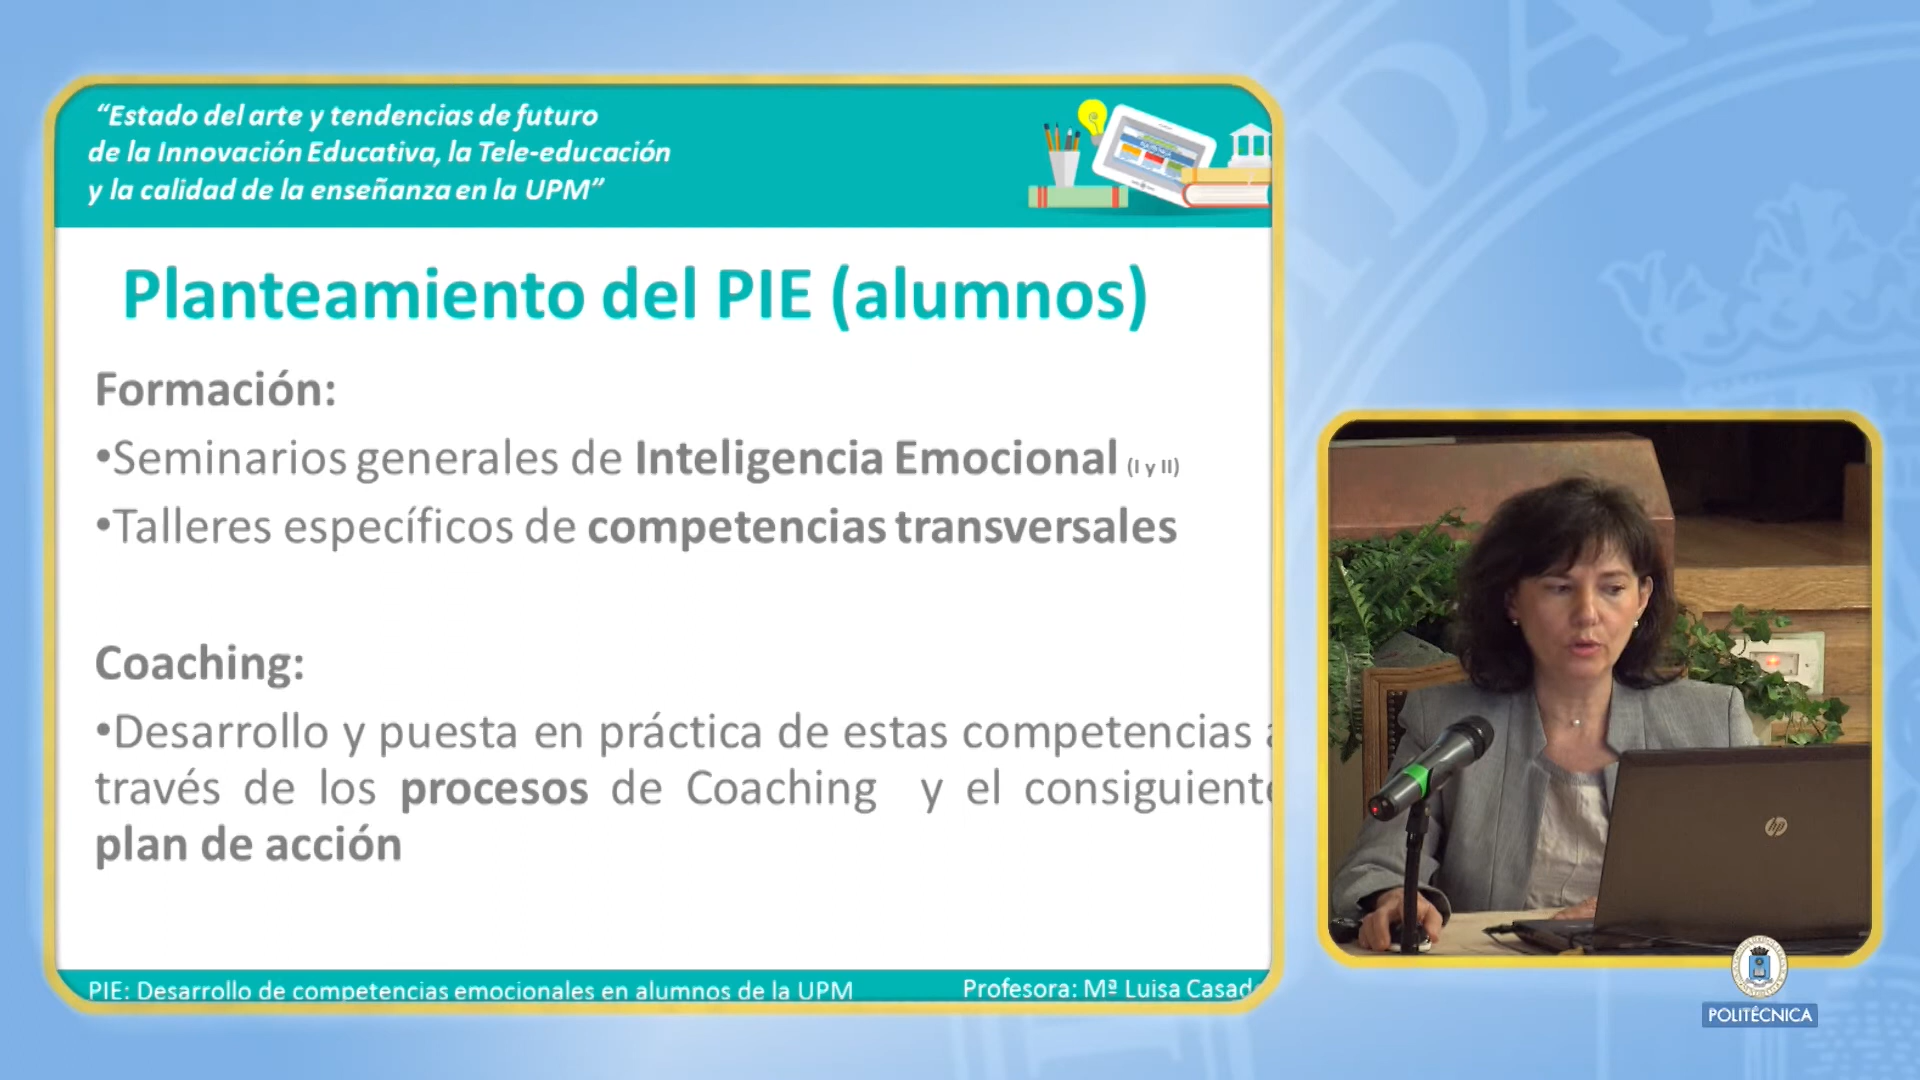 “Estado del arte y tendencias de futuro
de la Innovación Educativa, la Tele-educación
y la calidad de la enseñanza en la UPM”
Planteamiento del PIE (alumnos)
Formación:
•Seminarios generales de Inteligencia Emocional (I y II)
•Talleres específicos de competencias transversales
Coaching:
•Desarrollo y puesta en práctica de estas competencias a
través de los procesos de Coaching y el consiguiente
plan de acción
PIE: Desarrollo de competencias emocionales en alumnos de la UPM
Profesora: Mª Luisa Casado
hp
POLITÉCNICA